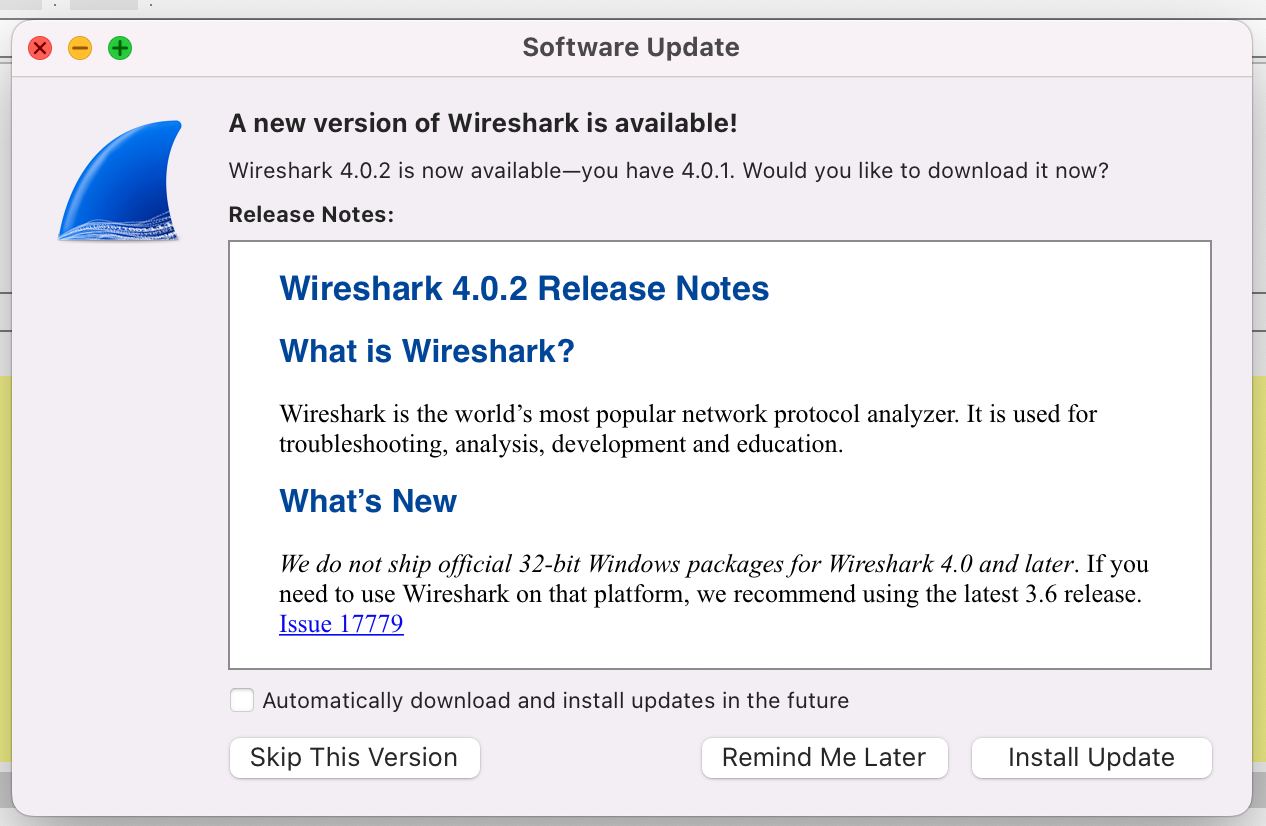 Software Update
A new version of Wireshark is available!
Wireshark 4.0.2 is now available—you have 4.0.1. Would you like to download it now?
Release Notes:
Wireshark 4.0.2 Release Notes
What is Wireshark?
Wireshark is the world’s most popular network protocol analyzer. It is used for
troubleshooting, analysis, development and education.
What’s New
We do not ship official 32-bit Windows packages for Wireshark 4.0 and later. If you
need to use Wireshark on that platform, we recommend using the latest 3.6 release.
Issue 17779
Automatically download and install updates in the future
Skip This Version
Remind Me Later
Install Update